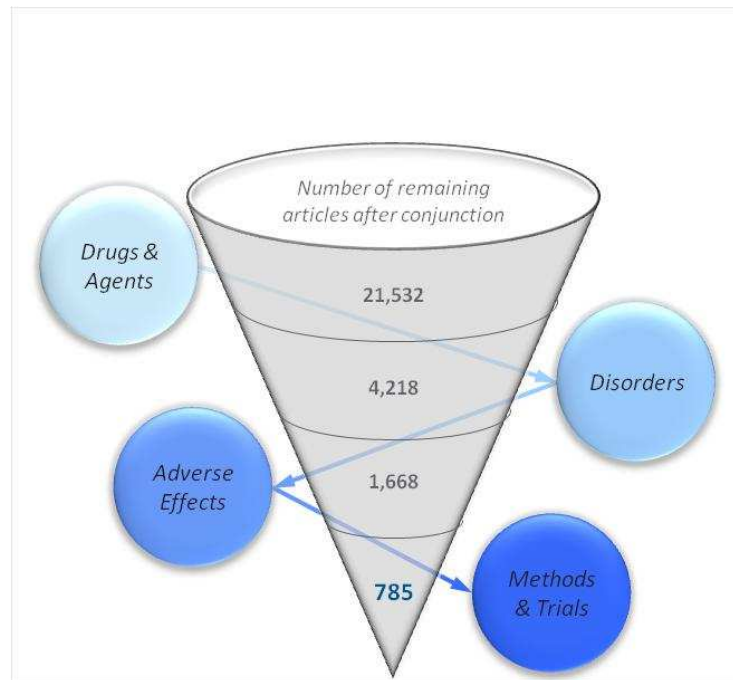 Number of remaining
articles after conjunction
Drugs &
Agents
21,532
Disorders
4,218
Adverse
Effects
1,668
Methods
& Trials
785